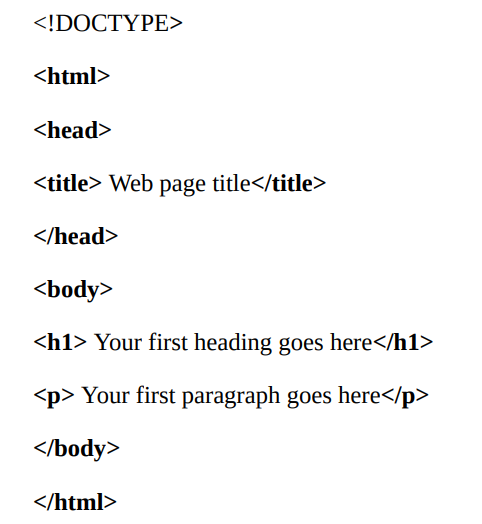 <!DOCTYPE>
<html>
<head>
<title> Web page title</title>
</head>
<body>
<h1> Your first heading goes here</h1>
<p> Your first paragraph goes here</p>
</body>
</html>